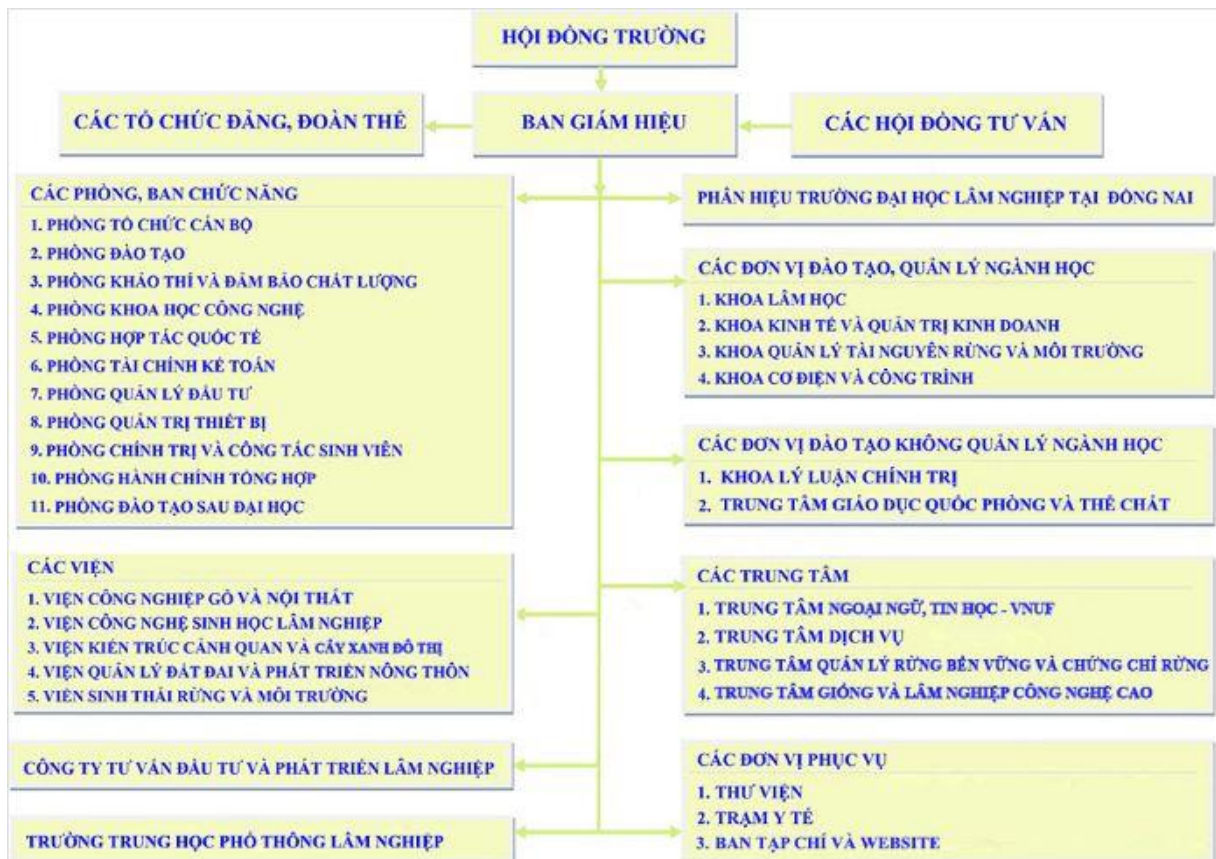 HỘI ĐỒNG TRƯỜNG
CÁC TỔ CHỨC ĐẢNG, ĐOÀN THỂ
BAN GIÁM HIỆU
CÁC HỘI ĐỒNG TƯ VẤN
CÁC PHÒNG, BAN CHỨC NĂNG
1. PHÒNG TỔ CHỨC CÁN BỘ
2. PHÒNG ĐÀO TẠO
3. PHÒNG KHẢO THÍ VÀ ĐẢM BẢO CHẤT LƯỢNG
4. PHÒNG KHOA HỌC CÔNG NGHỆ
5. PHÒNG HỢP TÁC QUỐC TẾ
6. PHÒNG TÀI CHÍNH KẾ TOÁN
7. PHÒNG QUẢN LÝ ĐẦU TƯ
8. PHÒNG QUẢN TRỊ THIẾT BỊ
9. PHÒNG CHÍNH TRỊ VÀ CÔNG TÁC SINH VIÊN
10. PHÒNG HÀNH CHÍNH TỔNG HỢP
11. PHÒNG ĐÀO TẠO SAU ĐẠI HỌC
CÁC VIỆN
1. VIỆN CÔNG NGHIỆP GỖ VÀ NỘI THẤT
2. VIỆN CÔNG NGHỆ SINH HỌC LÂM NGHIỆP
3. VIỆN KIẾN TRÚC CẢNH QUAN VÀ CÂY XANH ĐÔ THỊ
4. VIỆN QUẢN LÝ ĐẤT ĐAI VÀ PHÁT TRIỂN NÔNG THÔN
5. VIỆN SINH THÁI RỪNG VÀ MÔI TRƯỜNG
CÔNG TY TƯ VẤN ĐẦU TƯ VÀ PHÁT TRIỂN LÂM NGHIỆP
TRƯỜNG TRUNG HỌC PHỔ THÔNG LÂM NGHIỆP
PHÂN HIỆU TRƯỜNG ĐẠI HỌC LÂM NGHIỆP TẠI ĐỒNG NAI
CÁC ĐƠN VỊ ĐÀO TẠO, QUẢN LÝ NGÀNH HỌC
1. KHOA LÂM HỌC
2. KHOA KINH TẾ VÀ QUẢN TRỊ KINH DOANH
3. KHOA QUẢN LÝ TÀI NGUYÊN RỪNG VÀ MÔI TRƯỜNG
4. KHOA CƠ ĐIỆN VÀ CÔNG TRÌNH
CÁC ĐƠN VỊ ĐÀO TẠO KHÔNG QUẢN LÝ NGÀNH HỌC
1. KHOA LÝ LUẬN CHÍNH TRỊ
2. TRUNG TÂM GIÁO DỤC QUỐC PHÒNG VÀ THỂ CHẤT
CÁC TRUNG TÂM
1. TRUNG TÂM NGOẠI NGỮ, TIN HỌC - VNUF
2. TRUNG TÂM DỊCH VỤ
3. TRUNG TÂM QUẢN LÝ RỪNG BỀN VỮNG VÀ CHỨNG CHỈ RỪNG
4. TRUNG TÂM GIỐNG VÀ LÂM NGHIỆP CÔNG NGHỆ CAO
CÁC ĐƠN VỊ PHỤC VỤ
1. THƯ VIỆN
2. TRẠM Y TẾ
3. BAN TẠP CHÍ VÀ WEBSITE